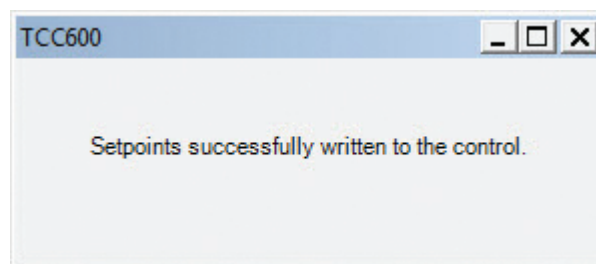 TCC600
Setpoints successfully written to the control.